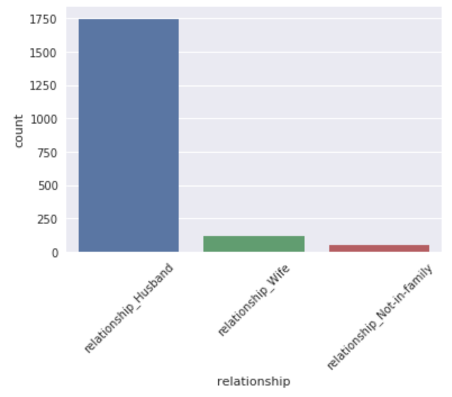 1750
1500
1250
1000
750
500
250
0
count
relationship_Husband
relationship_Wife
relationship_Not-in-family
relationship